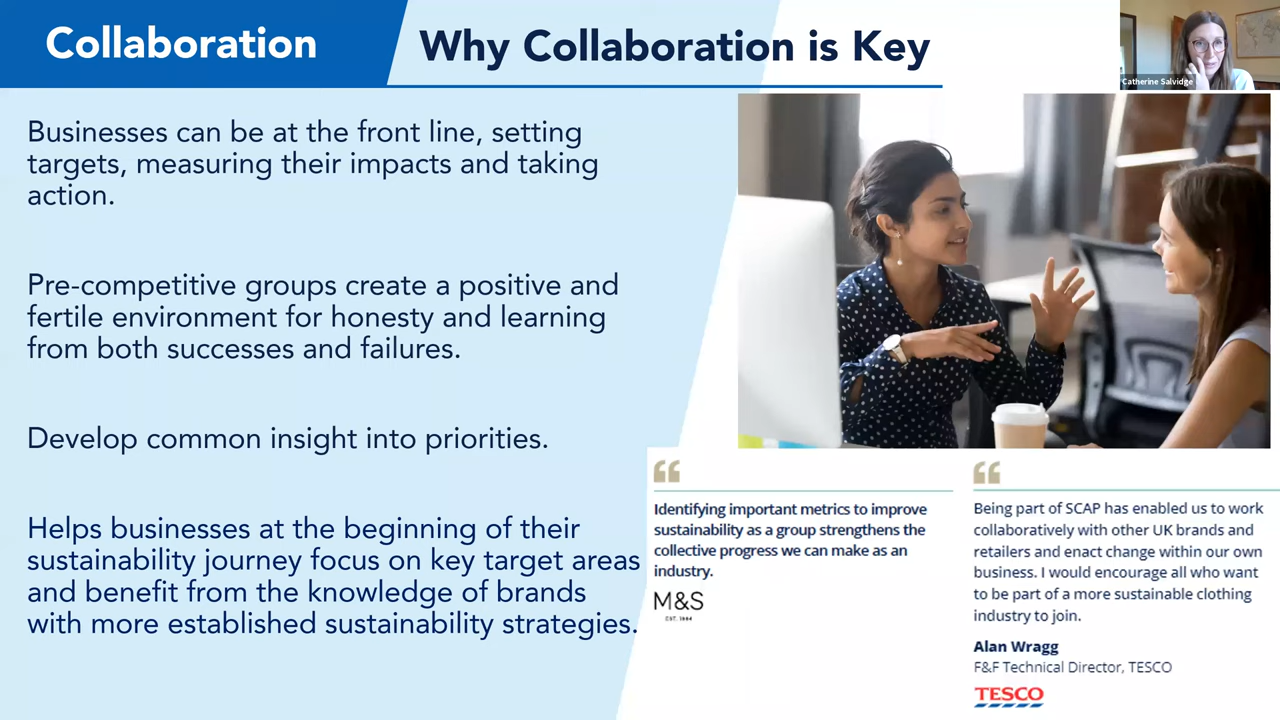 Collaboration
Why Collaboration is Key
Catherine Salvidge
Businesses can be at the front line, setting
targets, measuring their impacts and taking
action.
Pre-competitive groups create a positive and
fertile environment for honesty and learning
from both successes and failures.
Develop common insight into priorities.
Helps businesses at the beginning of their
sustainability journey focus on key target areas
and benefit from the knowledge of brands
with more established sustainability strategies.
“
Identifying important metrics to improve
sustainability as a group strengthens the
collective progress we can make as an
industry.
M&S
EST. 1884
“
Being part of SCAP has enabled us to work
collaboratively with other UK brands and
retailers and enact change within our own
business. I would encourage all who want
to be part of a more sustainable clothing
industry to join.
Alan Wragg
F&F Technical Director, TESCO
TESCO